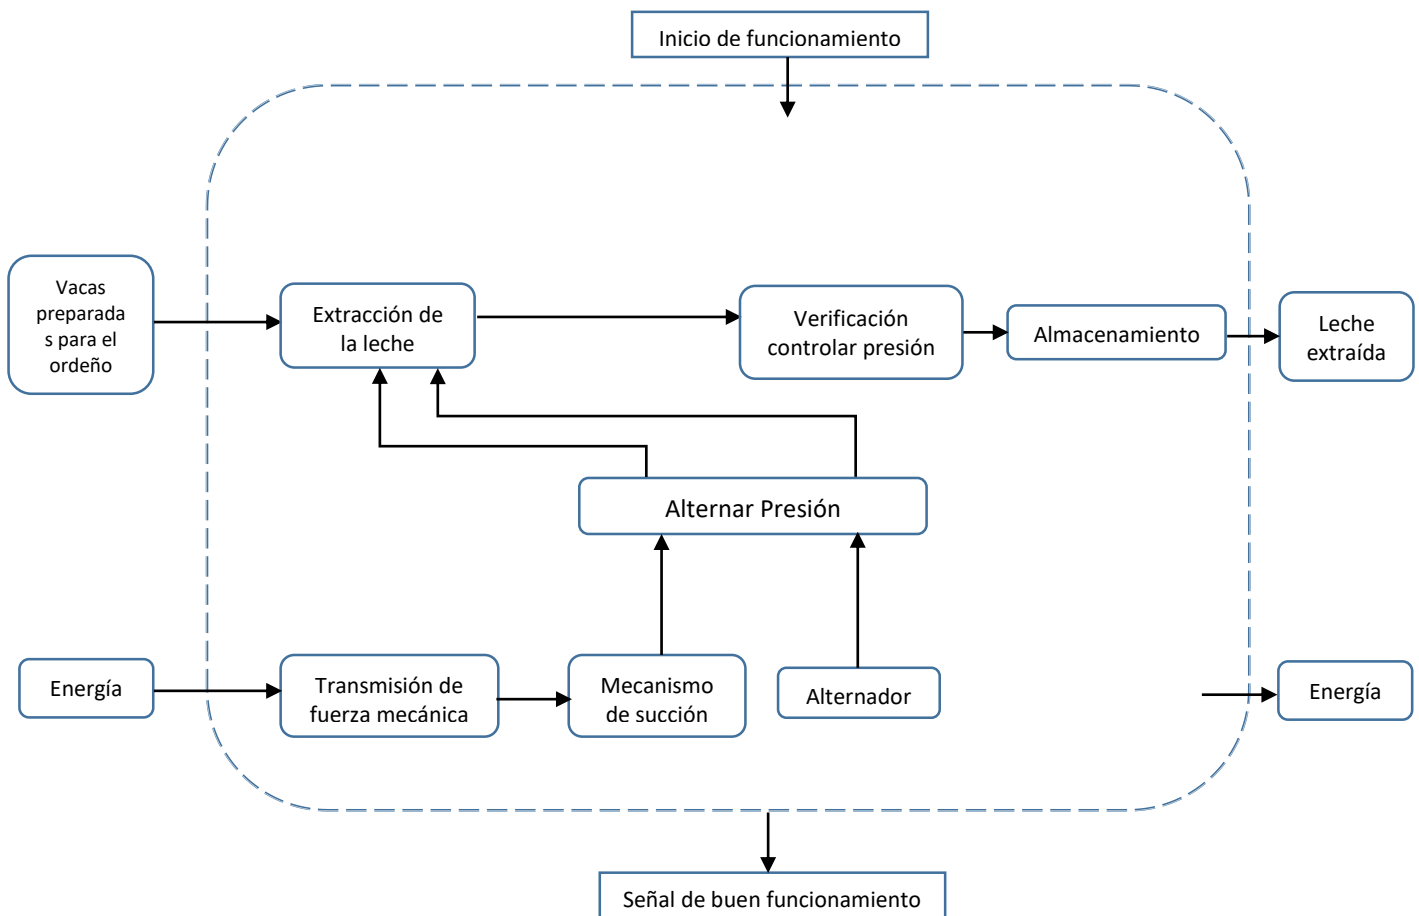 Inicio de funcionamiento
Vacas
preparada
s para el
ordeño
Extracción de
la leche
Verificación
controlar presión
Almacenamiento
Leche
extraída
Alternar Presión
Energía
Transmisión de
fuerza mecánica
Mecanismo
de succión
Alternador
Energía
Señal de buen funcionamiento